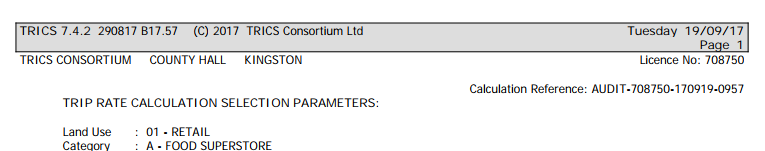 TRICS 7.4.2 290817 B17.57 (C) 2017 TRICS Consortium Ltd Tuesday 19/09/17
Page 1
TRICS CONSORTIUM COUNTY HALL KINGSTON Licence No: 708750
Calculation Reference: AUDIT-708750-170919-0957
TRIP RATE CALCULATION SELECTION PARAMETERS:
Land Use : 01 - RETAIL
Category : A - FOOD SUPERSTORE